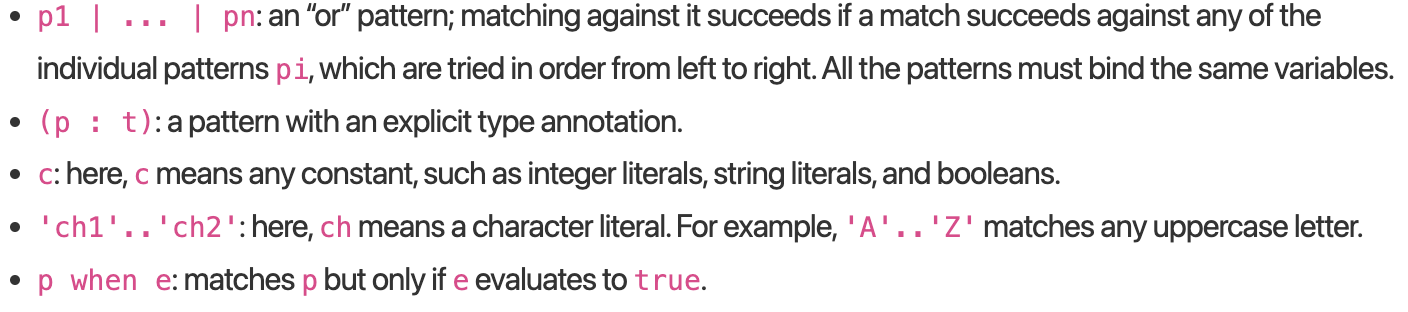 • p1 | ... | pn: an “or” pattern; matching against it succeeds if a match succeeds against any of the
individual patterns pi, which are tried in order from left to right. All the patterns must bind the same variables.
• (p : t): a pattern with an explicit type annotation.
• c: here, c means any constant, such as integer literals, string literals, and booleans.
• 'ch1'..'ch2': here, ch means a character literal. For example, 'A'..'Z' matches any uppercase letter.
• p when e: matches p but only if e evaluates to true.